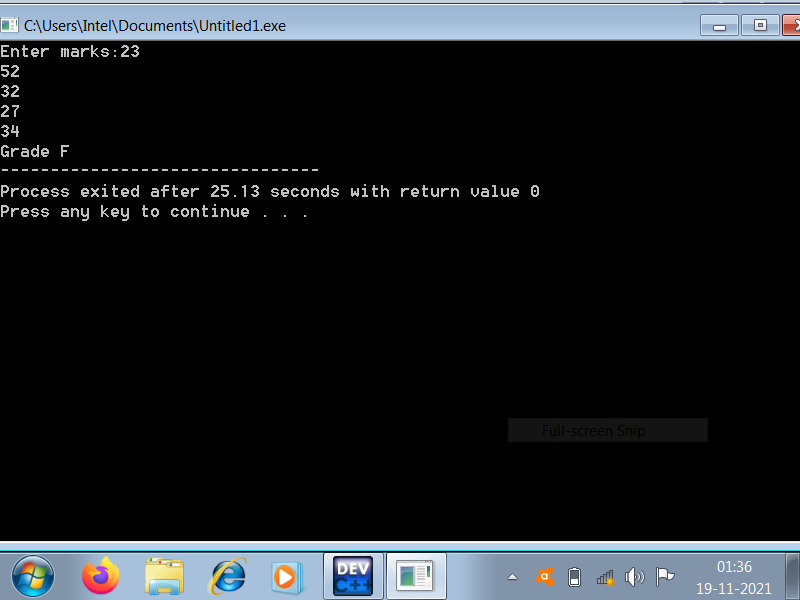 C:\Users\Intel\Documents\Untitled1.exe
Enter marks:23
52
32
27
34
Grade F
--------------------------------
Process exited after 25.13 seconds with return value 0
Press any key to continue . . .
Full-screen Snip
DEV
C++
01:36
19-11-2021